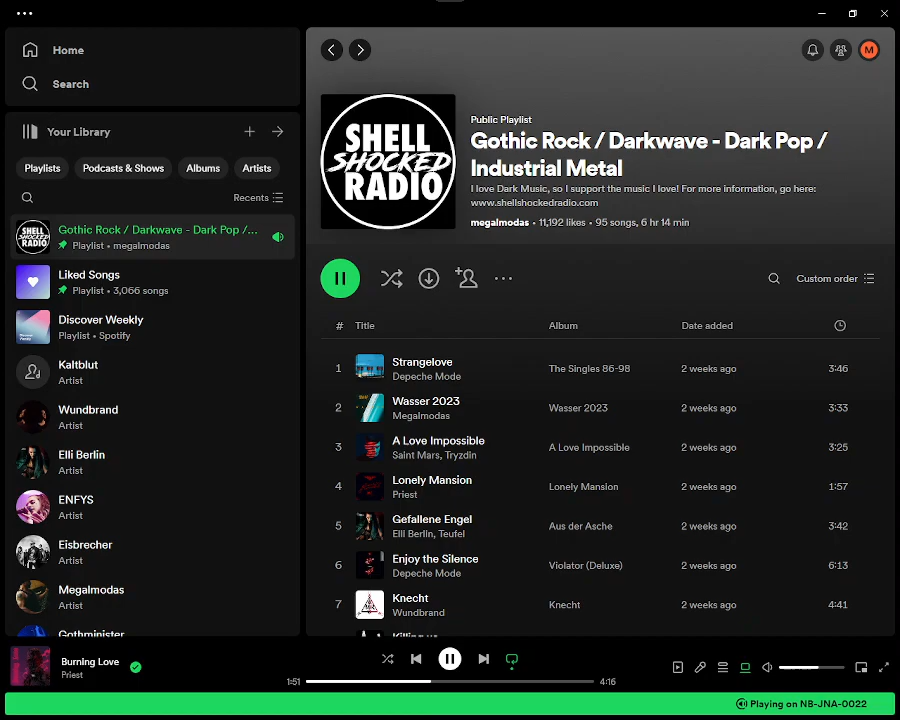 Home
Search
Your Library
Playlists
Podcasts & Shows
Albums
Artists
Recents
SHELL SHOCKED RADIO
Gothic Rock / Darkwave - Dark Pop /...
Playlist • megalmodas
Liked Songs
Playlist • 3,066 songs
Discover Weekly
Playlist • Spotify
Kaltblut
Artist
Wundbrand
Artist
Elli Berlin
Artist
ENFYS
Artist
Eisbrecher
Artist
Megalmodas
Artist
Gothminister
M
SHELL
SHOCKED
RADIO
Public Playlist
Gothic Rock / Darkwave - Dark Pop /
Industrial Metal
I love Dark Music, so I support the music I love! For more information, go here:
www.shellshockedradio.com
megalmodas • 11,192 likes • 95 songs, 6 hr 14 min
Custom order
# Title Album Date added
1 Strangelove The Singles 86-98 2 weeks ago 3:46
Depeche Mode
2 Wasser 2023 Wasser 2023 2 weeks ago 3:33
Megalmodas
3 A Love Impossible A Love Impossible 2 weeks ago 3:25
Saint Mars, Tryzdin
4 Lonely Mansion Lonely Mansion 2 weeks ago 1:57
Priest
5 Gefallene Engel Aus der Asche 2 weeks ago 3:42
Elli Berlin, Teufel
6 Enjoy the Silence Violator (Deluxe) 2 weeks ago 6:13
Depeche Mode
7 Knecht Knecht 2 weeks ago 4:41
Wundbrand
Burning Love
Priest
1:51
4:16
Playing on NB-JNA-0022